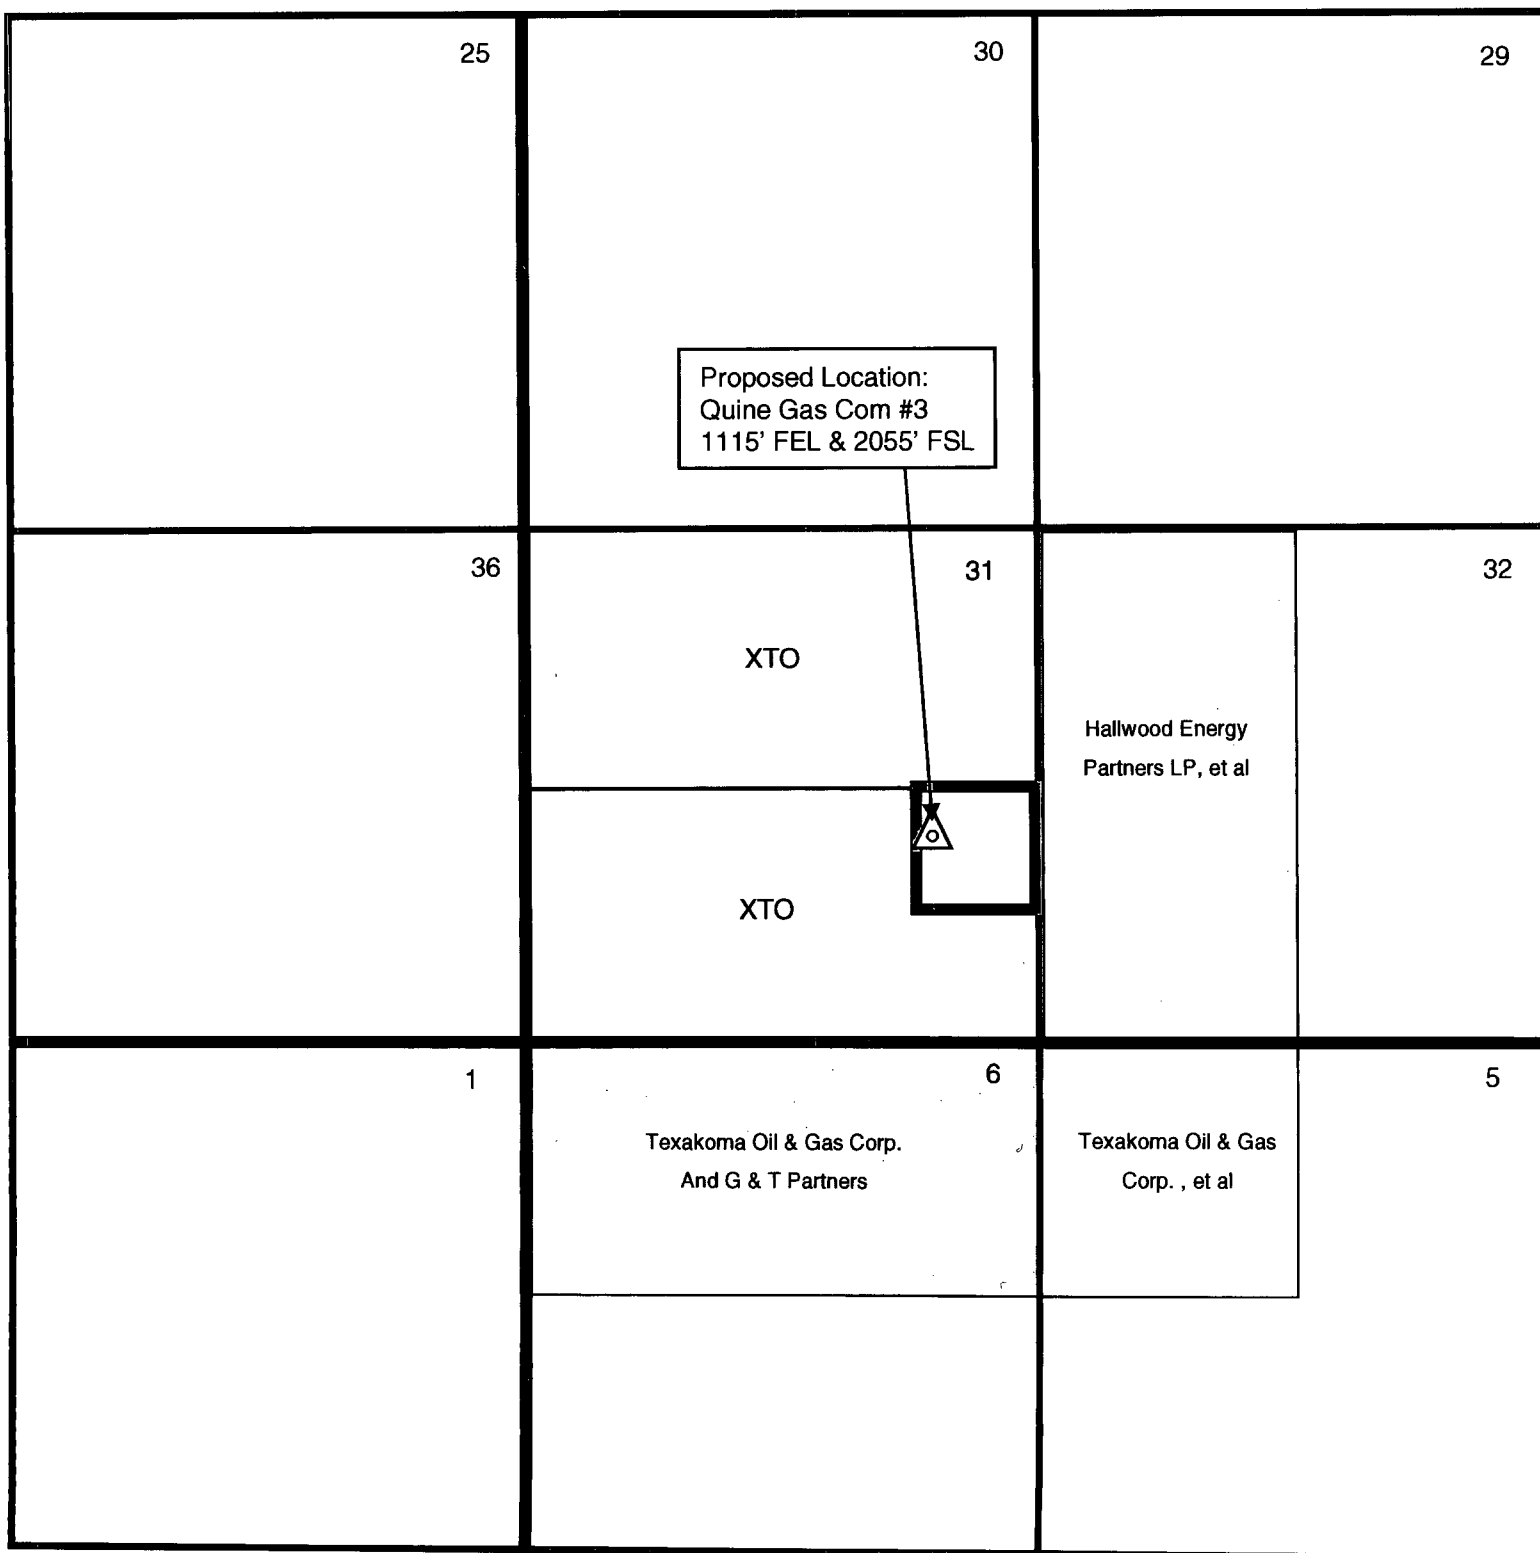 25
30
29
Proposed Location:
Quine Gas Com #3
1115' FEL & 2055' FSL
36
31
32
XTO
Hallwood Energy
Partners LP, et al
XTO
1
6
5
Texakoma Oil & Gas Corp.
And G & T Partners
Texakoma Oil & Gas
Corp. , et al